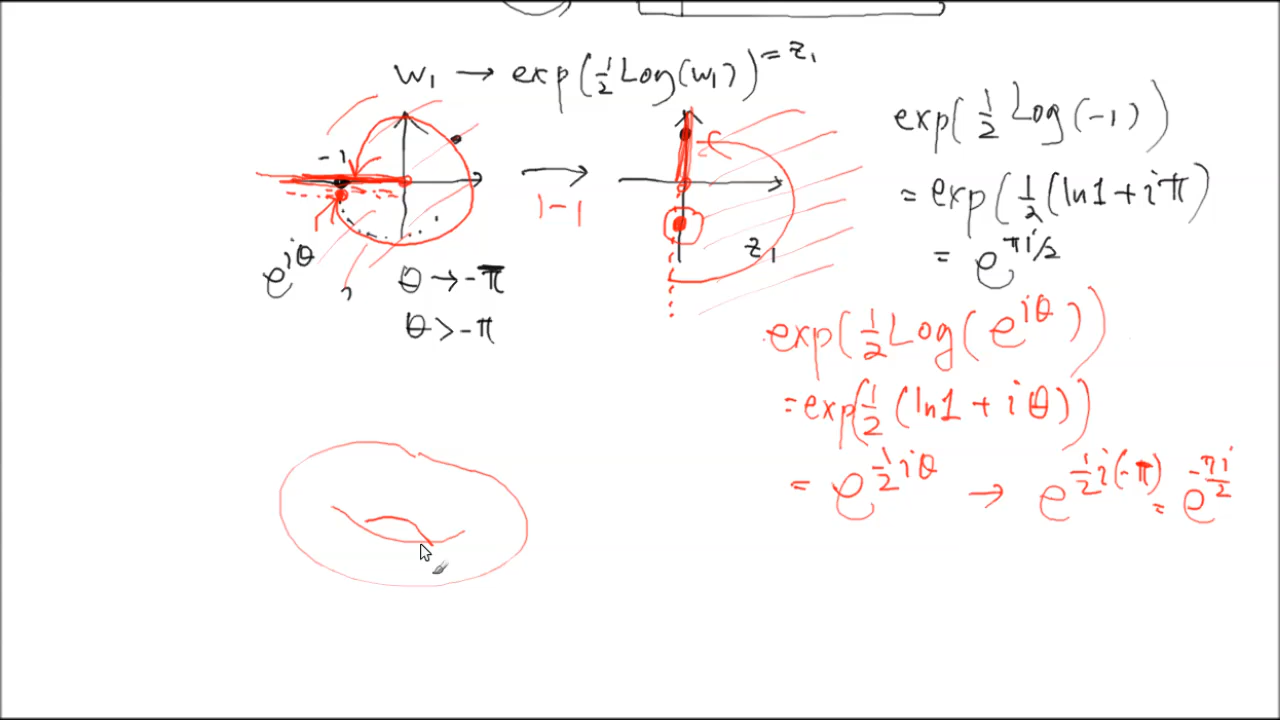 w₁ → exp(½ Log(w₁)) = z₁
exp(½ Log(-1))
= exp(½(ln1 + iπ)
= e^{πi/2}
-1
1-1
z₁
e^{iθ}, θ → -π
θ > -π
exp(½ Log(e^{iθ}))
= exp(½(ln1 + iθ))
= e^{½iθ} → e^{½i(-π)} = e^{-πi/2}